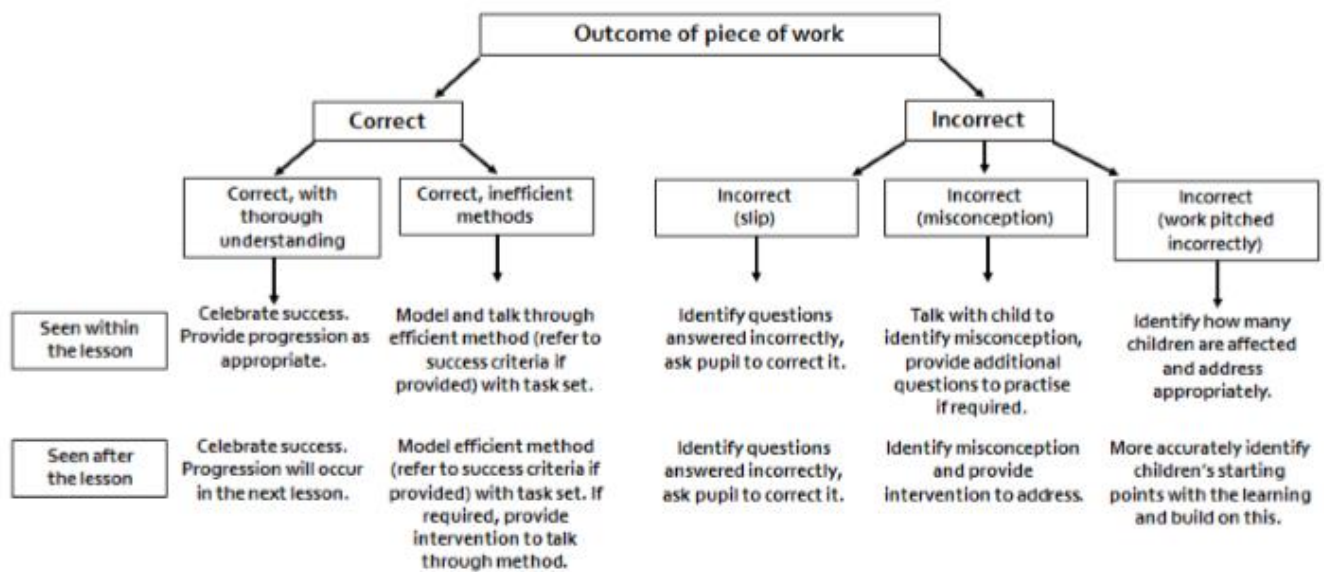 Outcome of piece of work
Correct
Incorrect
Correct, with
thorough
understanding
Correct, inefficient
methods
Incorrect
(slip)
Incorrect
(misconception)
Incorrect
(work pitched
incorrectly)
Seen within
the lesson
Celebrate success.
Provide progression as
appropriate.
Model and talk through
efficient method (refer to
success criteria if
provided) with task set.
Identify questions
answered incorrectly,
ask pupil to correct it.
Talk with child to
identify misconception,
provide additional
questions to practise
if required.
Identify how many
children are affected
and address
appropriately.
Seen after
the lesson
Celebrate success.
Progression will occur
in the next lesson.
Model efficient method
(refer to success criteria if
provided) with task set. If
required, provide
intervention to talk
through method.
Identify questions
answered incorrectly,
ask pupil to correct it.
Identify misconception
and provide
intervention to address.
More accurately identify
children's starting
points with the learning
and build on this.